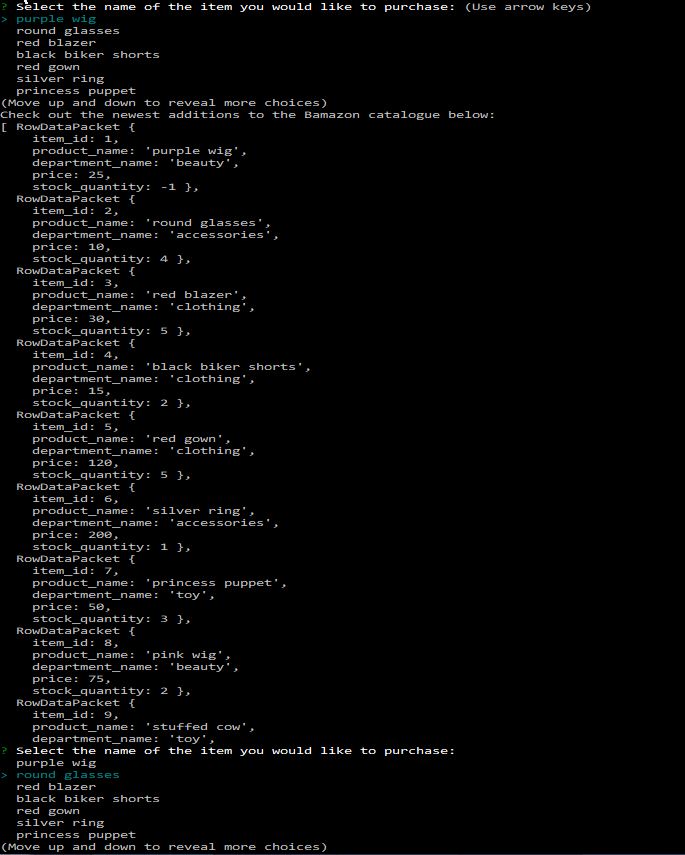 ? Select the name of the item you would like to purchase: (Use arrow keys)
> purple wig
round glasses
red blazer
black biker shorts
red gown
silver ring
princess puppet
(Move up and down to reveal more choices)
Check out the newest additions to the Bamazon catalogue below:
[ RowDataPacket {
item_id: 1,
product_name: 'purple wig',
department_name: 'beauty',
price: 25,
stock_quantity: -1 },
RowDataPacket {
item_id: 2,
product_name: 'round glasses',
department_name: 'accessories',
price: 10,
stock_quantity: 4 },
RowDataPacket {
item_id: 3,
product_name: 'red blazer',
department_name: 'clothing',
price: 30,
stock_quantity: 5 },
RowDataPacket {
item_id: 4,
product_name: 'black biker shorts',
department_name: 'clothing',
price: 15,
stock_quantity: 2 },
RowDataPacket {
item_id: 5,
product_name: 'red gown',
department_name: 'clothing',
price: 120,
stock_quantity: 5 },
RowDataPacket {
item_id: 6,
product_name: 'silver ring',
department_name: 'accessories',
price: 200,
stock_quantity: 1 },
RowDataPacket {
item_id: 7,
product_name: 'princess puppet',
department_name: 'toy',
price: 50,
stock_quantity: 3 },
RowDataPacket {
item_id: 8,
product_name: 'pink wig',
department_name: 'beauty',
price: 75,
stock_quantity: 2 },
RowDataPacket {
item_id: 9,
product_name: 'stuffed cow',
department_name: 'toy',
? Select the name of the item you would like to purchase:
purple wig
> round glasses
red blazer
black biker shorts
red gown
silver ring
princess puppet
(Move up and down to reveal more choices)